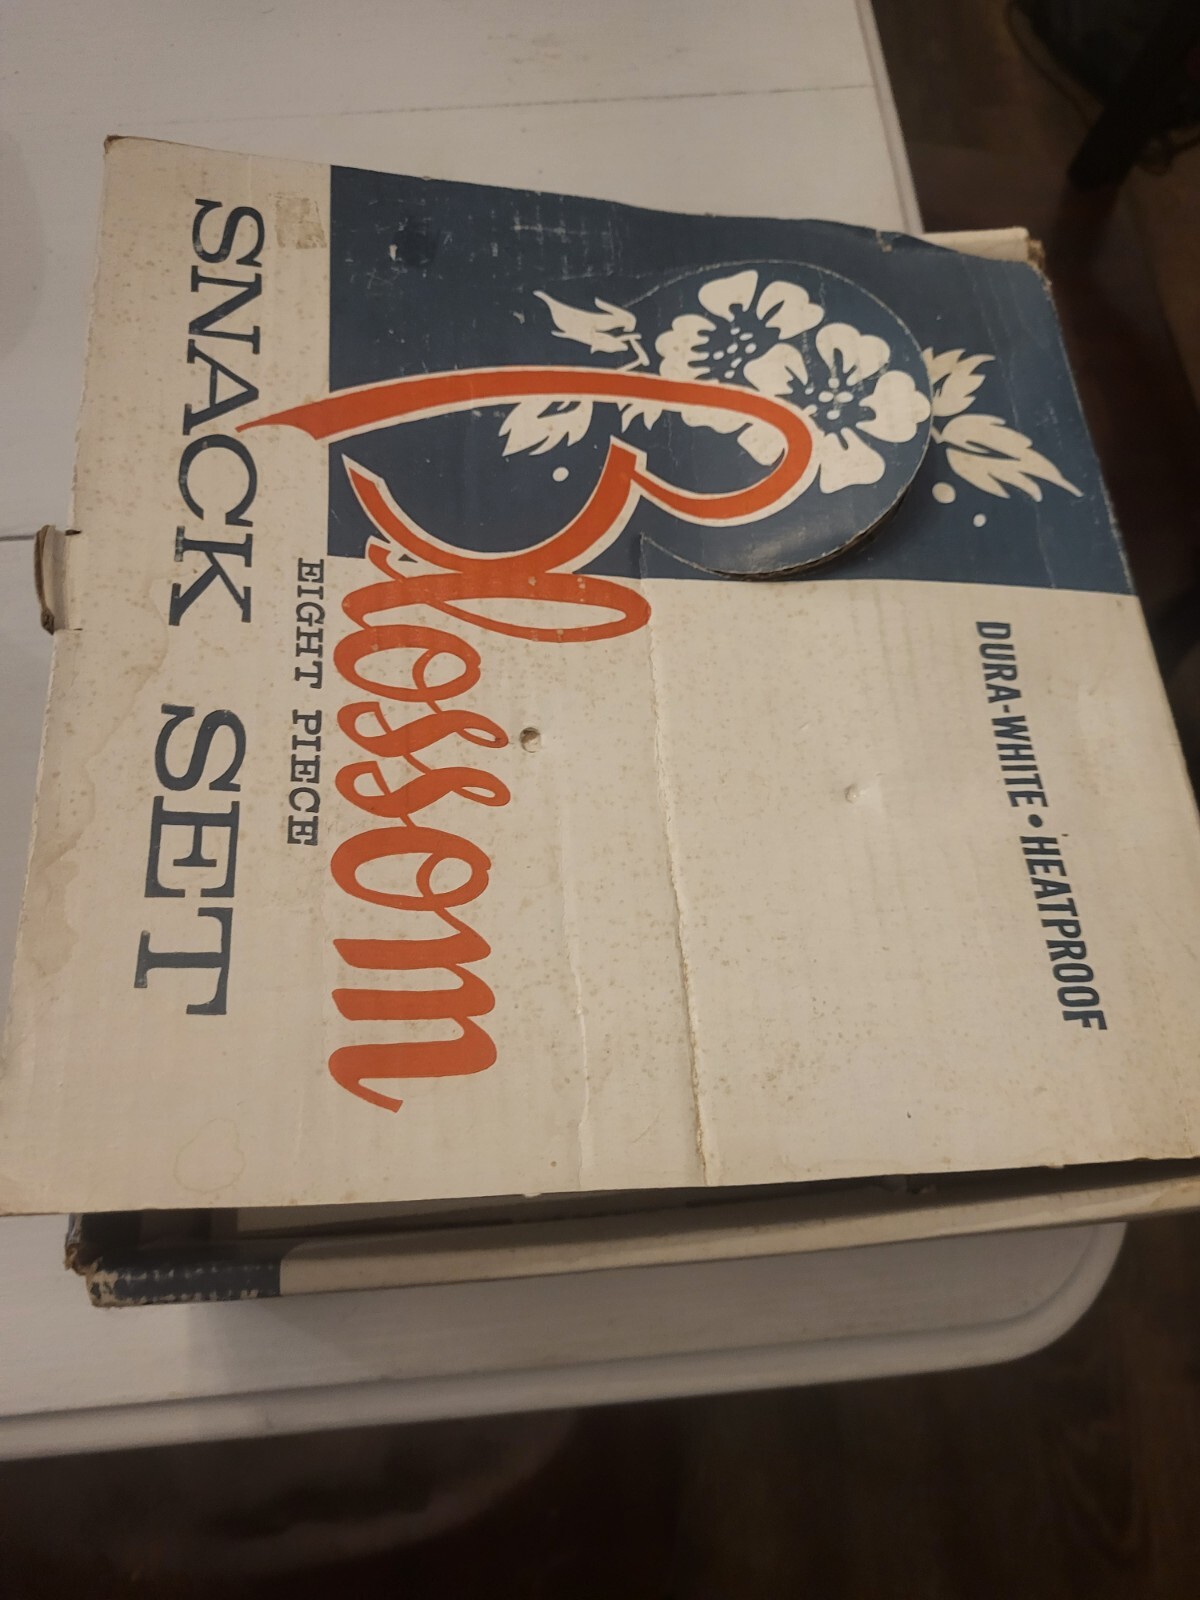 DURA-WHITE • HEATPROOF
Blossom
EIGHT PIECE
SNACK SET